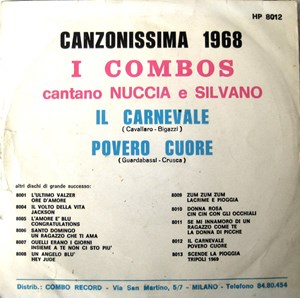 HP 8012
CANZONISSIMA 1968
I COMBOS
cantano NUCCIA e SILVANO
IL CARNEVALE
(Cavallaro - Bigazzi)
POVERO CUORE
(Guardabassi - Crusca)
altri dischi di grande successo:
8001 L'ULTIMO VALZER
ORE D'AMORE
8004 IL VOLTO DELLA VITA
JACKSON
8005 L'AMORE E' BLU
CONGRATULATIONS
8006 SANTO DOMINGO
UN RAGAZZO CHE TI AMA
8007 QUELLI ERANO I GIORNI
INSIEME A TE NON CI STO PIU'
8008 UN ANGELO BLU'
HEY JUDE
8009 ZUM ZUM ZUM
LACRIME E PIOGGIA
8010 DONNA ROSA
CIN CIN CON GLI OCCHIALI
8011 SE MI INNAMORO DI UN
RAGAZZO COME TE
LA DONNA DI PICCHE
8012 IL CARNEVALE
POVERO CUORE
8013 SCENDE LA PIOGGIA
TRIPOLI 1969
Distrib.: COMBO RECORD - Via San Martino, 5/7 - MILANO - Telefono 84.80.454